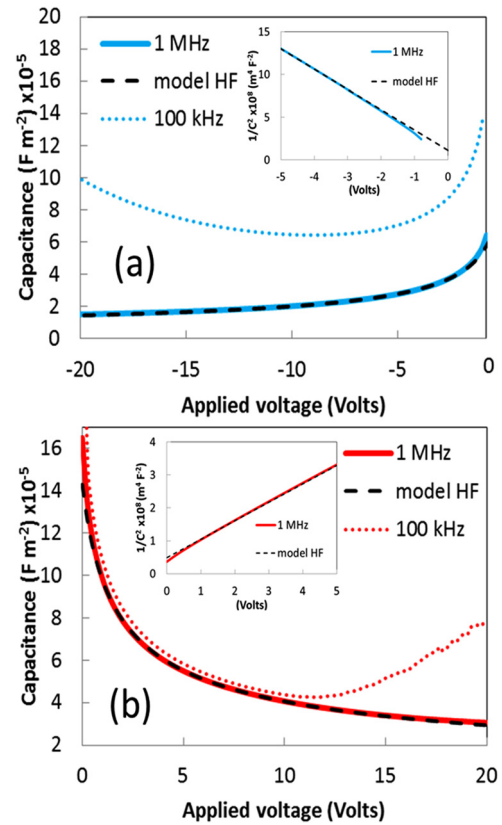 20
18
16
14
12
10
8
6
4
2
0
Capacitance (F m⁻²) x10⁻⁵
1 MHz
model HF
100 kHz
15
10
5
0
1/C² x10⁸ (m⁴ F⁻²)
1 MHz
model HF
-5 -4 -3 -2 -1 0
(Volts)
(a)
-20 -15 -10 -5 0
Applied voltage (Volts)
16
14
12
10
8
6
4
2
Capacitance (F m⁻²) x10⁻⁵
4
3
2
1
0
1/C² x10⁸ (m⁴ F⁻²)
1 MHz
model HF
0 1 2 3 4 5
(Volts)
1 MHz
model HF
100 kHz
(b)
0 5 10 15 20
Applied voltage (Volts)